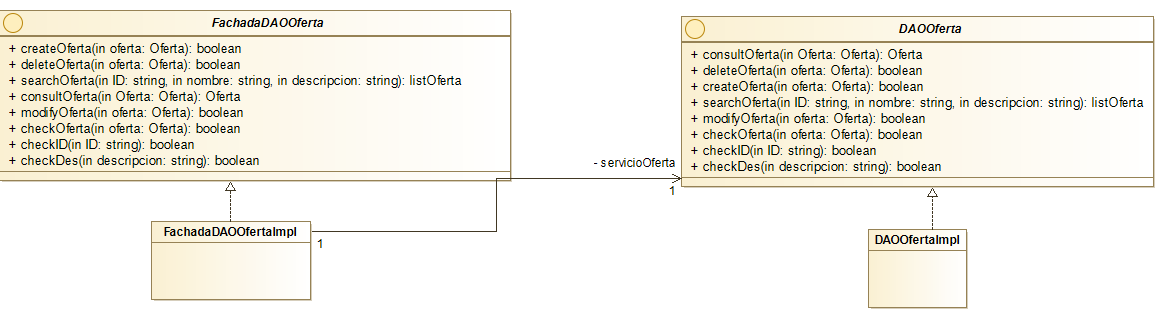 FachadaDAOOferta
+ createOferta(in oferta: Oferta): boolean
+ deleteOferta(in oferta: Oferta): boolean
+ searchOferta(in ID: string, in nombre: string, in descripcion: string): listOferta
+ consultOferta(in Oferta: Oferta): Oferta
+ modifyOferta(in oferta: Oferta): boolean
+ checkOferta(in oferta: Oferta): boolean
+ checkID(in ID: string): boolean
+ checkDes(in descripcion: string): boolean
FachadaDAOOfertaImpl
1
- servicioOferta
1
DAOOferta
+ consultOferta(in Oferta: Oferta): Oferta
+ deleteOferta(in oferta: Oferta): boolean
+ createOferta(in oferta: Oferta): boolean
+ searchOferta(in ID: string, in nombre: string, in descripcion: string): listOferta
+ modifyOferta(in oferta: Oferta): boolean
+ checkOferta(in oferta: Oferta): boolean
+ checkID(in ID: string): boolean
+ checkDes(in descripcion: string): boolean
DAOOfertaImpl